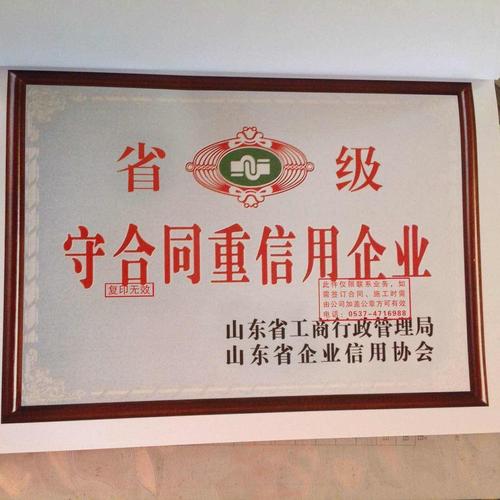 省 级
守合同重信用企业
复印无效
此件仅限联系业务，如
需签订合同、施工时需
由公司加盖公章方可有效
电话：0537-4716988
山东省工商行政管理局
山东省企业信用协会